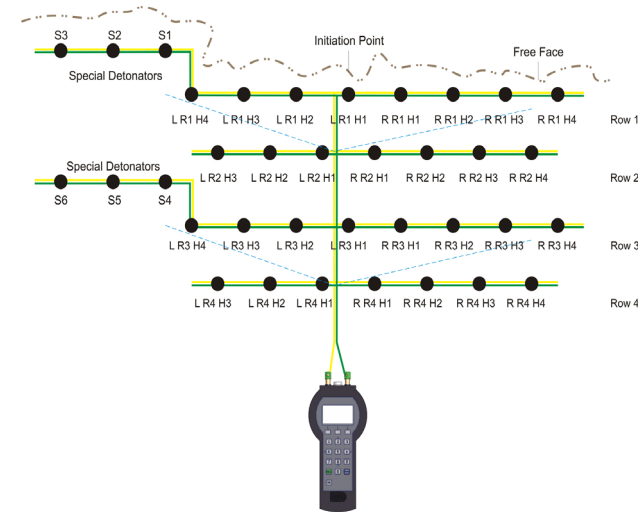 S3 S2 S1
Initiation Point
Free Face
Special Detonators
L R1 H4 L R1 H3 L R1 H2 L R1 H1 R R1 H1 R R1 H2 R R1 H3 R R1 H4 Row 1
Special Detonators
L R2 H3 L R2 H2 L R2 H1 R R2 H1 R R2 H2 R R2 H3 R R2 H4 Row 2
S6 S5 S4
L R3 H4 L R3 H3 L R3 H2 L R3 H1 R R3 H1 R R3 H2 R R3 H3 R R3 H4 Row 3
L R4 H3 L R4 H2 L R4 H1 R R4 H1 R R4 H2 R R4 H3 R R4 H4 Row 4